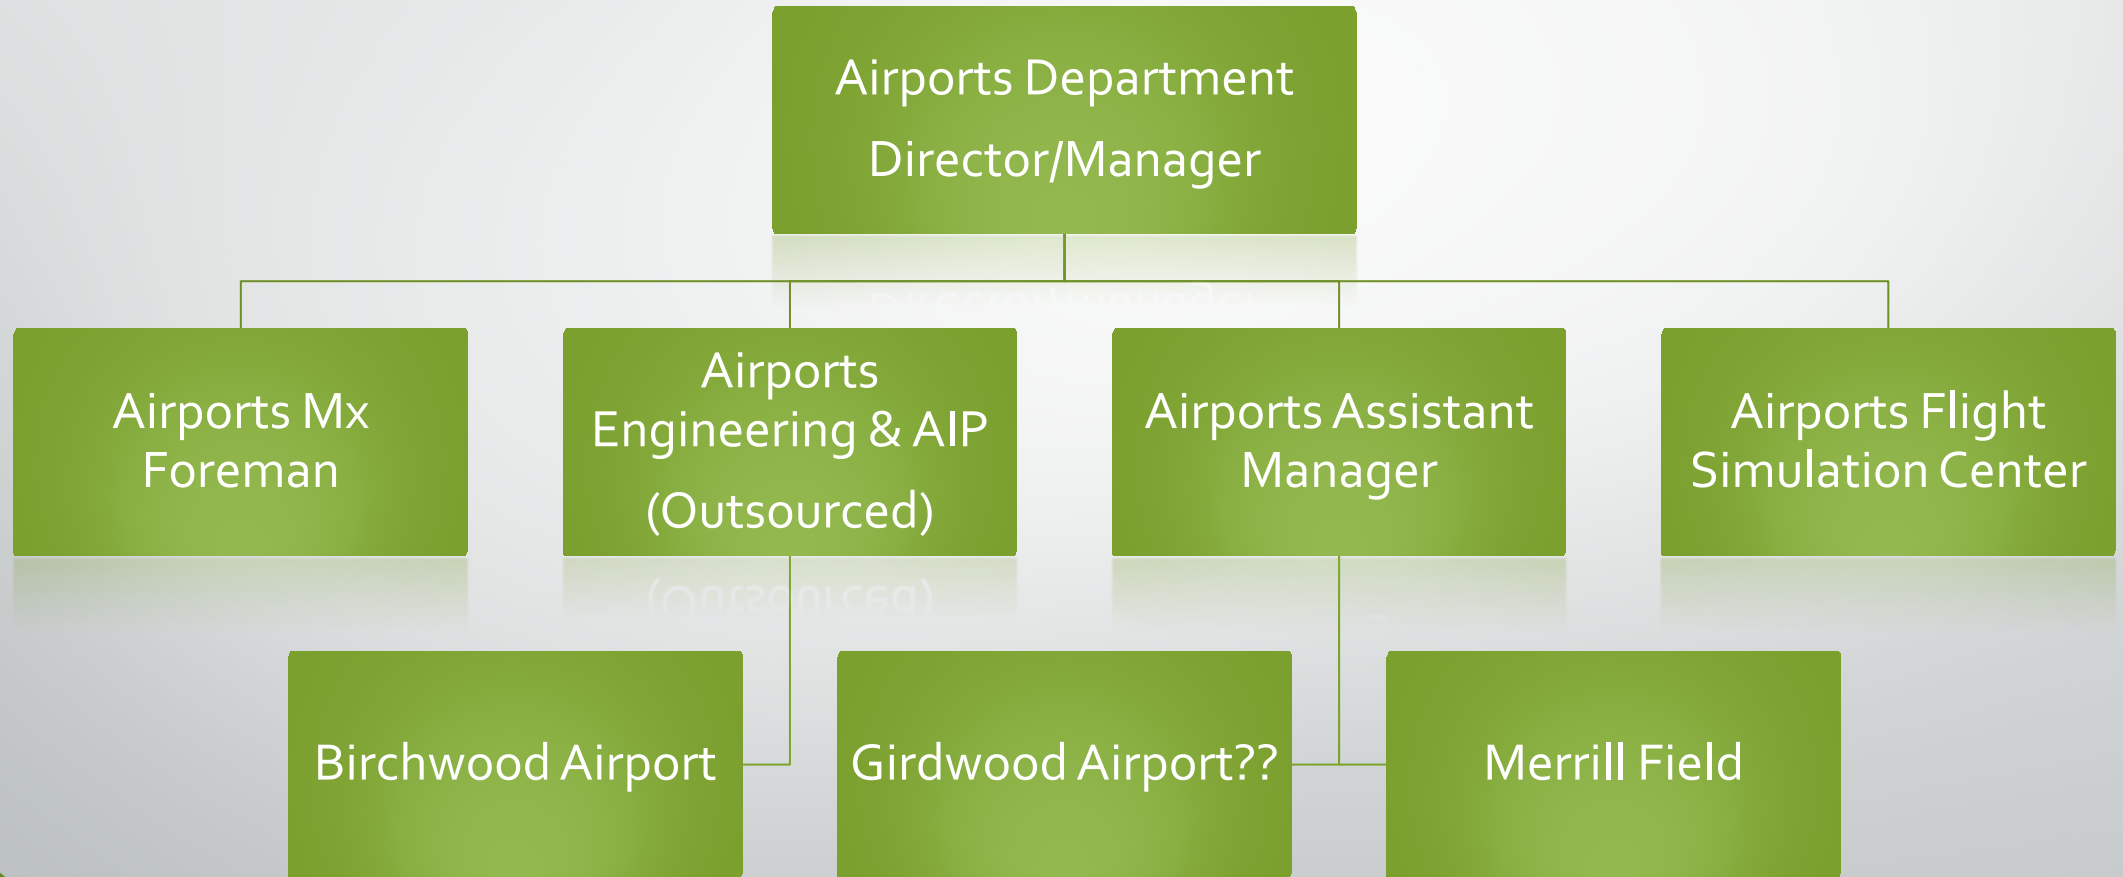 Airports Department
Director/Manager
Airports Mx
Foreman
Airports
Engineering & AIP
(Outsourced)
Airports Assistant
Manager
Airports Flight
Simulation Center
Birchwood Airport
Girdwood Airport??
Merrill Field